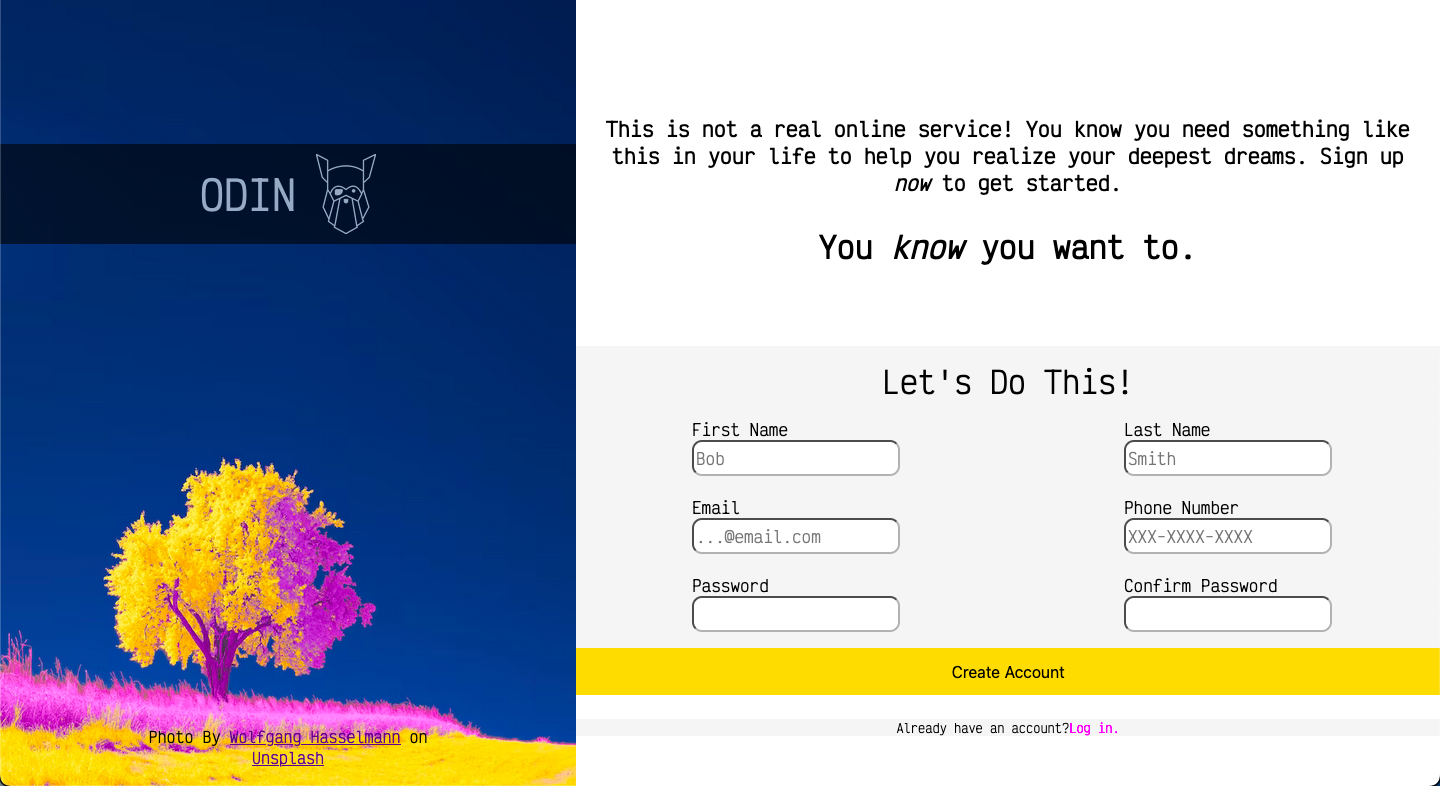 ODIN
Photo By Wolfgang Hasselmann on
Unsplash
This is not a real online service! You know you need something like
this in your life to help you realize your deepest dreams. Sign up
now to get started.
You know you want to.
Let's Do This!
First Name
Last Name
Bob
Smith
Email
Phone Number
...@email.com
XXX-XXXX-XXXX
Password
Confirm Password
Create Account
Already have an account?Log in.